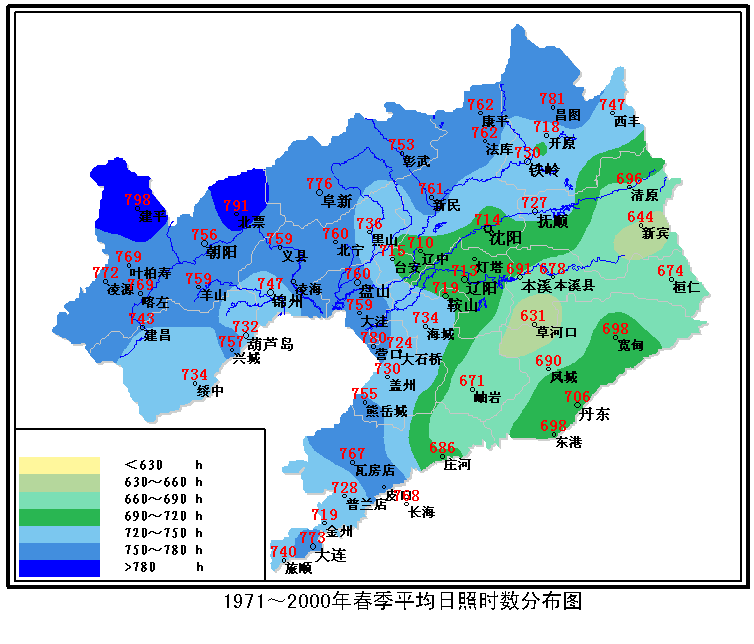 781
昌图
762
康平
747
西丰
718
开原
762
法库
753
彰武
730
铁岭
696
清原
776
阜新
761
新民
727
抚顺
798
建平
791
北票
644
新宾
714
沈阳
736
黑山
756
朝阳
759
义县
760
北宁
715
台安
710
辽中
灯塔
769
叶柏寿
772
凌源
769
喀左
759
羊山
747
锦州
凌海
760
盘山
713
辽阳
691
本溪
678
本溪县
674
桓仁
719
鞍山
759
大洼
743
建昌
732
葫芦岛
757
兴城
734
海城
631
草河口
698
宽甸
780
营口
724
大石桥
734
绥中
730
盖州
671
岫岩
690
凤城
755
熊岳城
706
丹东
698
东港
767
瓦房店
686
庄河
728
普兰店
皮口
768
长海
719
金州
773
大连
740
旅顺
＜630 h
630～660 h
660～690 h
690～720 h
720～750 h
750～780 h
>780 h
1971～2000年春季平均日照时数分布图